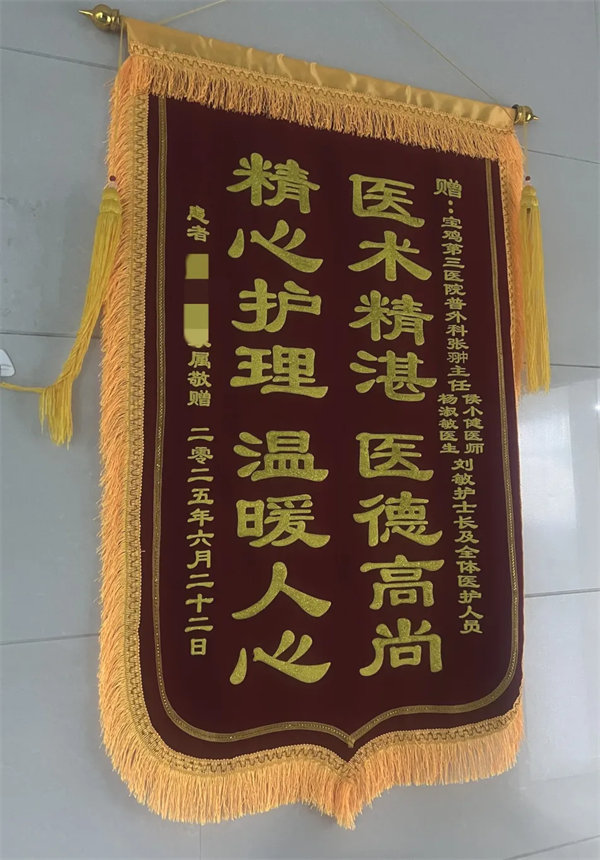 赠：宝鸡第三医院普外科张翀主任 侯小健医师 杨淑敏医生 刘敏护士长及全体医护人员
医术精湛 医德高尚
精心护理 温暖人心
患者 属敬赠 二零二五年六月二十二日